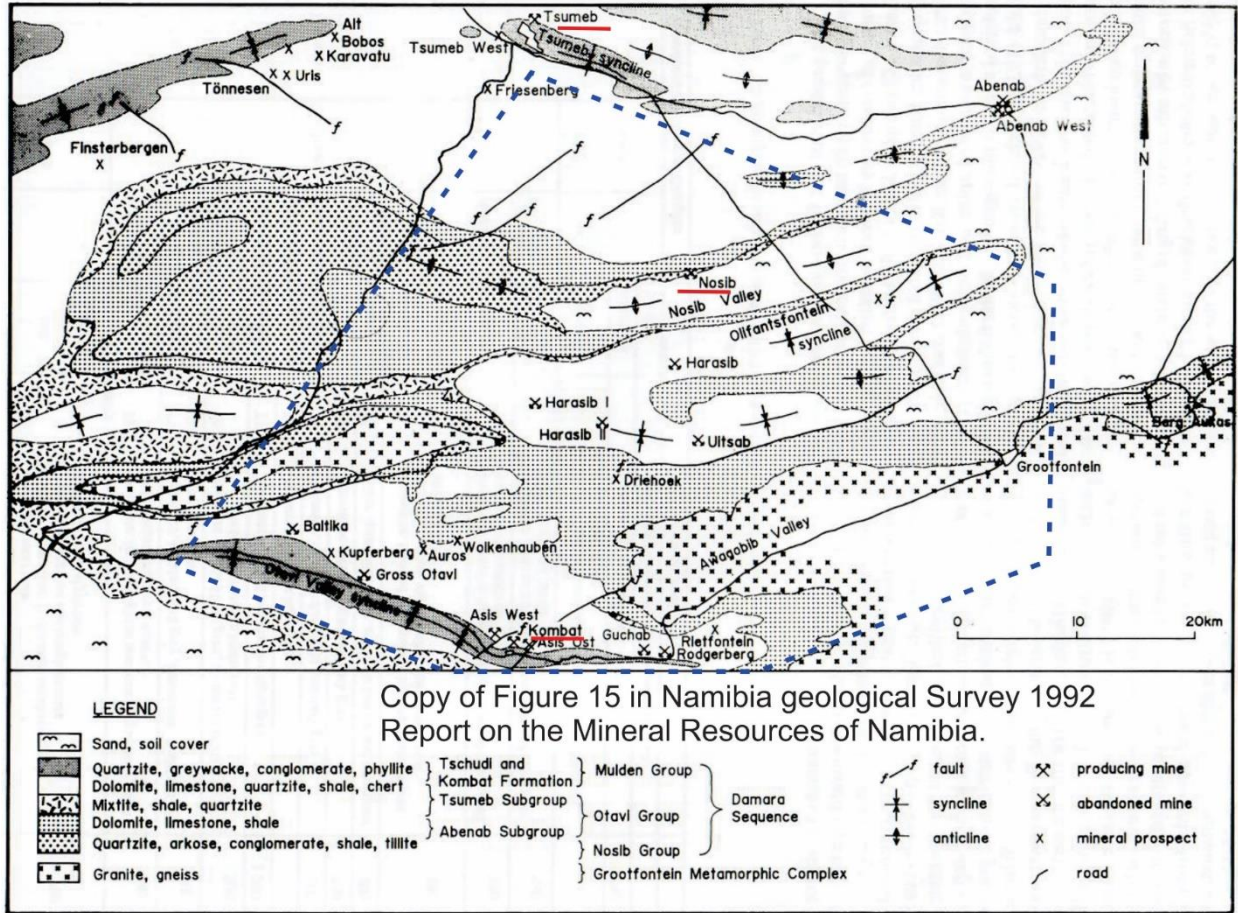 Alt
Bobos
Karavatu
Tsumeb
Tsumeb West
Tsumeb syncline
Uris
Tönnesen
Friesenberg
Abenab
Abenab West
f
Finsterbergen
f
f
f
f
N
f
f
f
Nosib
Nosib Valley
f
x f
Olifantsfontein
syncline
Harasib
f
Harasib I
Harasib II
Uitsab
Berg Aukas
f
Driehoek
Grootfontein
f
Baltika
Wolkenhauben
Awagobib Valley
Kupferberg
Auros
Gross Otavi
Otavi Valley syncline
f
Asis West
f
Kombat
Asis Ost
Guchab
Rietfontein
Rodgerberg
0 10 20km
LEGEND
Copy of Figure 15 in Namibia geological Survey 1992
Report on the Mineral Resources of Namibia.
Sand, soil cover
Quartzite, greywacke, conglomerate, phyllite
Dolomite, limestone, quartzite, shale, chert
Mixtite, shale, quartzite
Dolomite, limestone, shale
Quartzite, arkose, conglomerate, shale, tillite
Granite, gneiss
Tschudi and
Kombat Formation
Tsumeb Subgroup
Abenab Subgroup
Mulden Group
Otavi Group
Nosib Group
Grootfontein Metamorphic Complex
Damara
Sequence
f fault
syncline
anticline
producing mine
abandoned mine
x mineral prospect
road